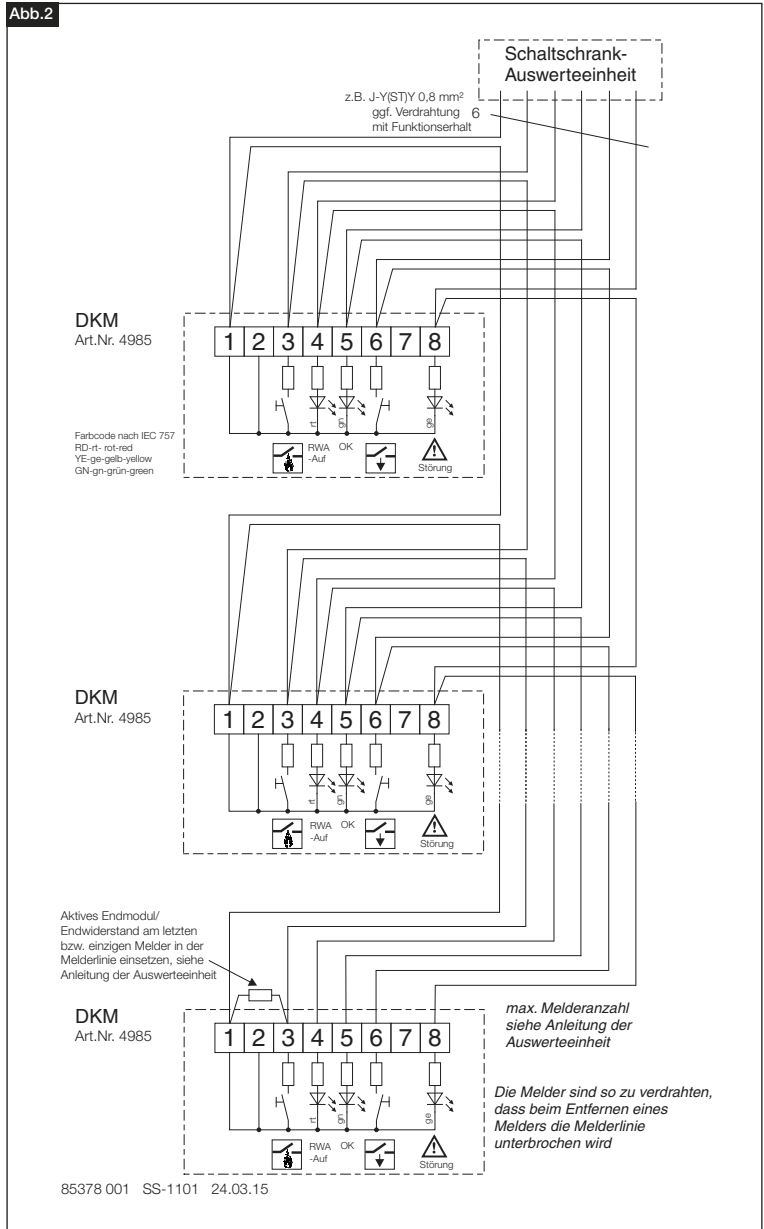 Abb.2
Schaltschrank-
Auswerteeinheit
z.B. J-Y(ST)Y 0,8 mm²
ggf. Verdrahtung
mit Funktionserhalt
6
DKM
Art.Nr. 4985
1 2 3 4 5 6 7 8
rt
gn
ge
RWA
-Auf
OK
Störung
Farbcode nach IEC 757
RD-rt- rot-red
YE-ge-gelb-yellow
GN-gn-grün-green
DKM
Art.Nr. 4985
1 2 3 4 5 6 7 8
rt
gn
ge
RWA
-Auf
OK
Störung
Aktives Endmodul/
Endwiderstand am letzten
bzw. einzigen Melder in der
Melderlinie einsetzen, siehe
Anleitung der Auswerteeinheit
DKM
Art.Nr. 4985
1 2 3 4 5 6 7 8
rt
gn
ge
RWA
-Auf
OK
Störung
max. Melderanzahl
siehe Anleitung der
Auswerteeinheit
Die Melder sind so zu verdrahten,
dass beim Entfernen eines
Melders die Melderlinie
unterbrochen wird
85378 001 SS-1101 24.03.15